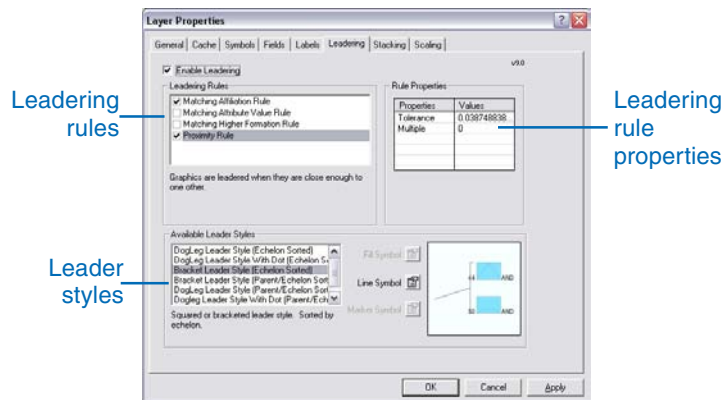 Layer Properties
General Cache Symbols Fields Labels Leadering Stacking Scaling
v9.0
Enable Leadering
Leadering Rules
Matching Affiliation Rule
Matching Attribute Value Rule
Matching Higher Formation Rule
Proximity Rule
Graphics are leadered when they are close enough to
one other.
Rule Properties
Properties Values
Tolerance 0.038748838...
Multiple 0
Leadering
rules
Leadering
rule
properties
Available Leader Styles
DogLeg Leader Style (Echelon Sorted)
DogLeg Leader Style With Dot (Echelon S
Bracket Leader Style (Echelon Sorted)
Bracket Leader Style (Parent/Echelon Sort
DogLeg Leader Style (Parent/Echelon Sort
Dogleg Leader Style With Dot (Parent/Ech
Squared or bracketed leader style. Sorted by
echelon.
Fill Symbol
Line Symbol
Marker Symbol
AND
AND
Leader
styles
OK Cancel Apply